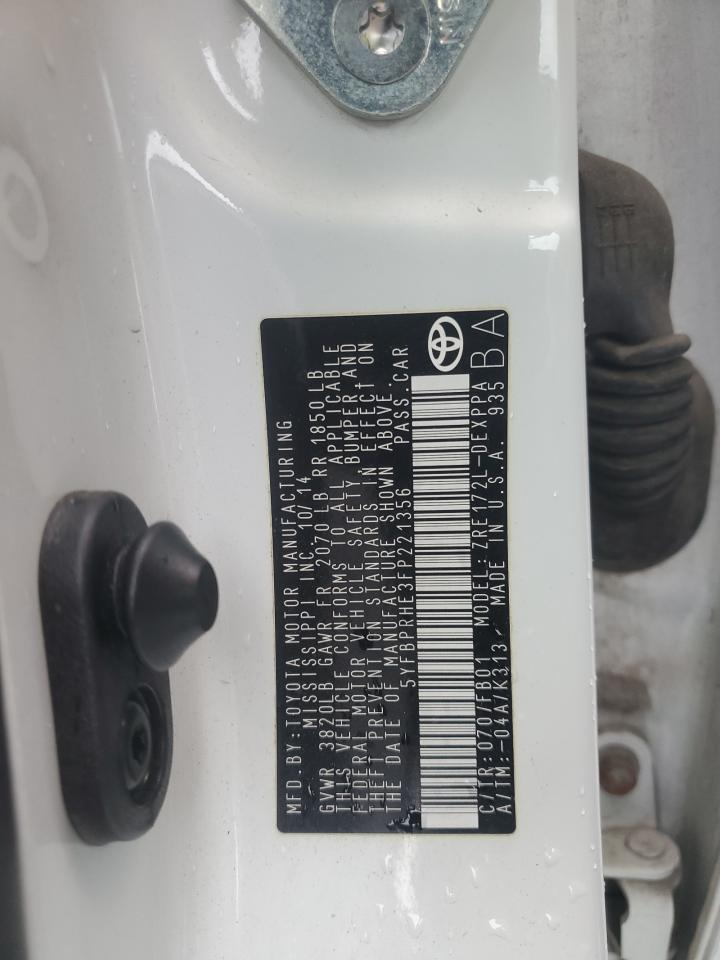 MFD.BY:TOYOTA MOTOR MANUFACTURING
MISSISSIPPI INC. 10/14
GVWR 3820LB GAWR FR 2070 LB RR 1850LB
THIS VEHICLE CONFORMS TO ALL APPLICABLE
FEDERAL MOTOR VEHICLE SAFETY, BUMPER AND
THEFT PREVENTION STANDARDS IN EFFECT ON
THE DATE OF MANUFACTURE SHOWN ABOVE.
5YFBPRHE3FP221356 PASS.CAR
C/TR:070/FB01 MODEL:ZRE172L-DEXPPA
A/TM:-04A/K313 MADE IN U.S.A. 935
BA